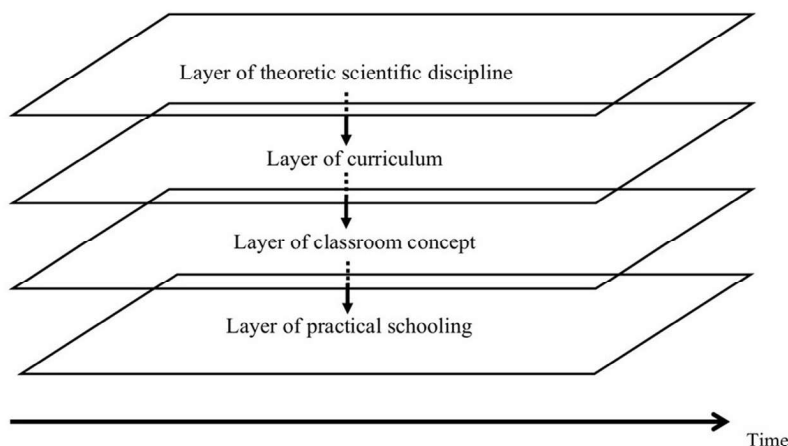 Layer of theoretic scientific discipline
Layer of curriculum
Layer of classroom concept
Layer of practical schooling
Time